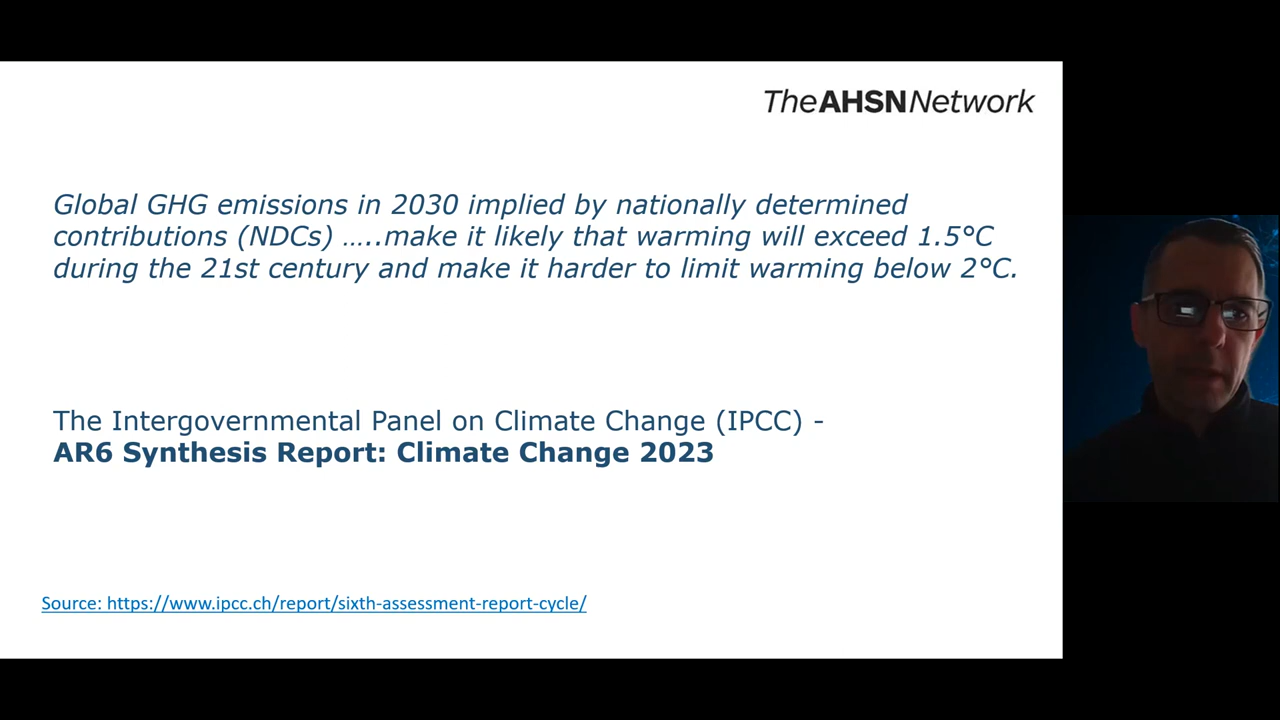 TheAHSNNetwork
Global GHG emissions in 2030 implied by nationally determined
contributions (NDCs) …..make it likely that warming will exceed 1.5°C
during the 21st century and make it harder to limit warming below 2°C.
The Intergovernmental Panel on Climate Change (IPCC) -
AR6 Synthesis Report: Climate Change 2023
Source: https://www.ipcc.ch/report/sixth-assessment-report-cycle/